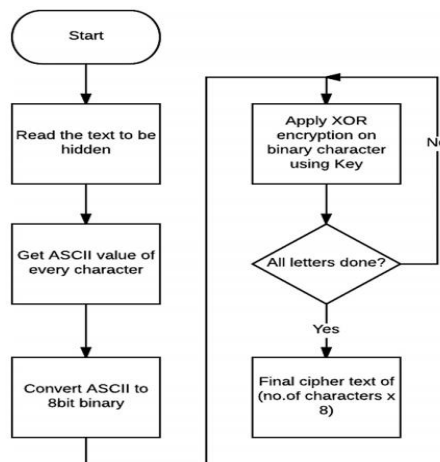 Start
Read the text to be
hidden
Get ASCII value of
every character
Convert ASCII to
8bit binary
Apply XOR
encryption on
binary character
using Key
All letters done?
Yes
Final cipher text of
(no.of characters x
8)